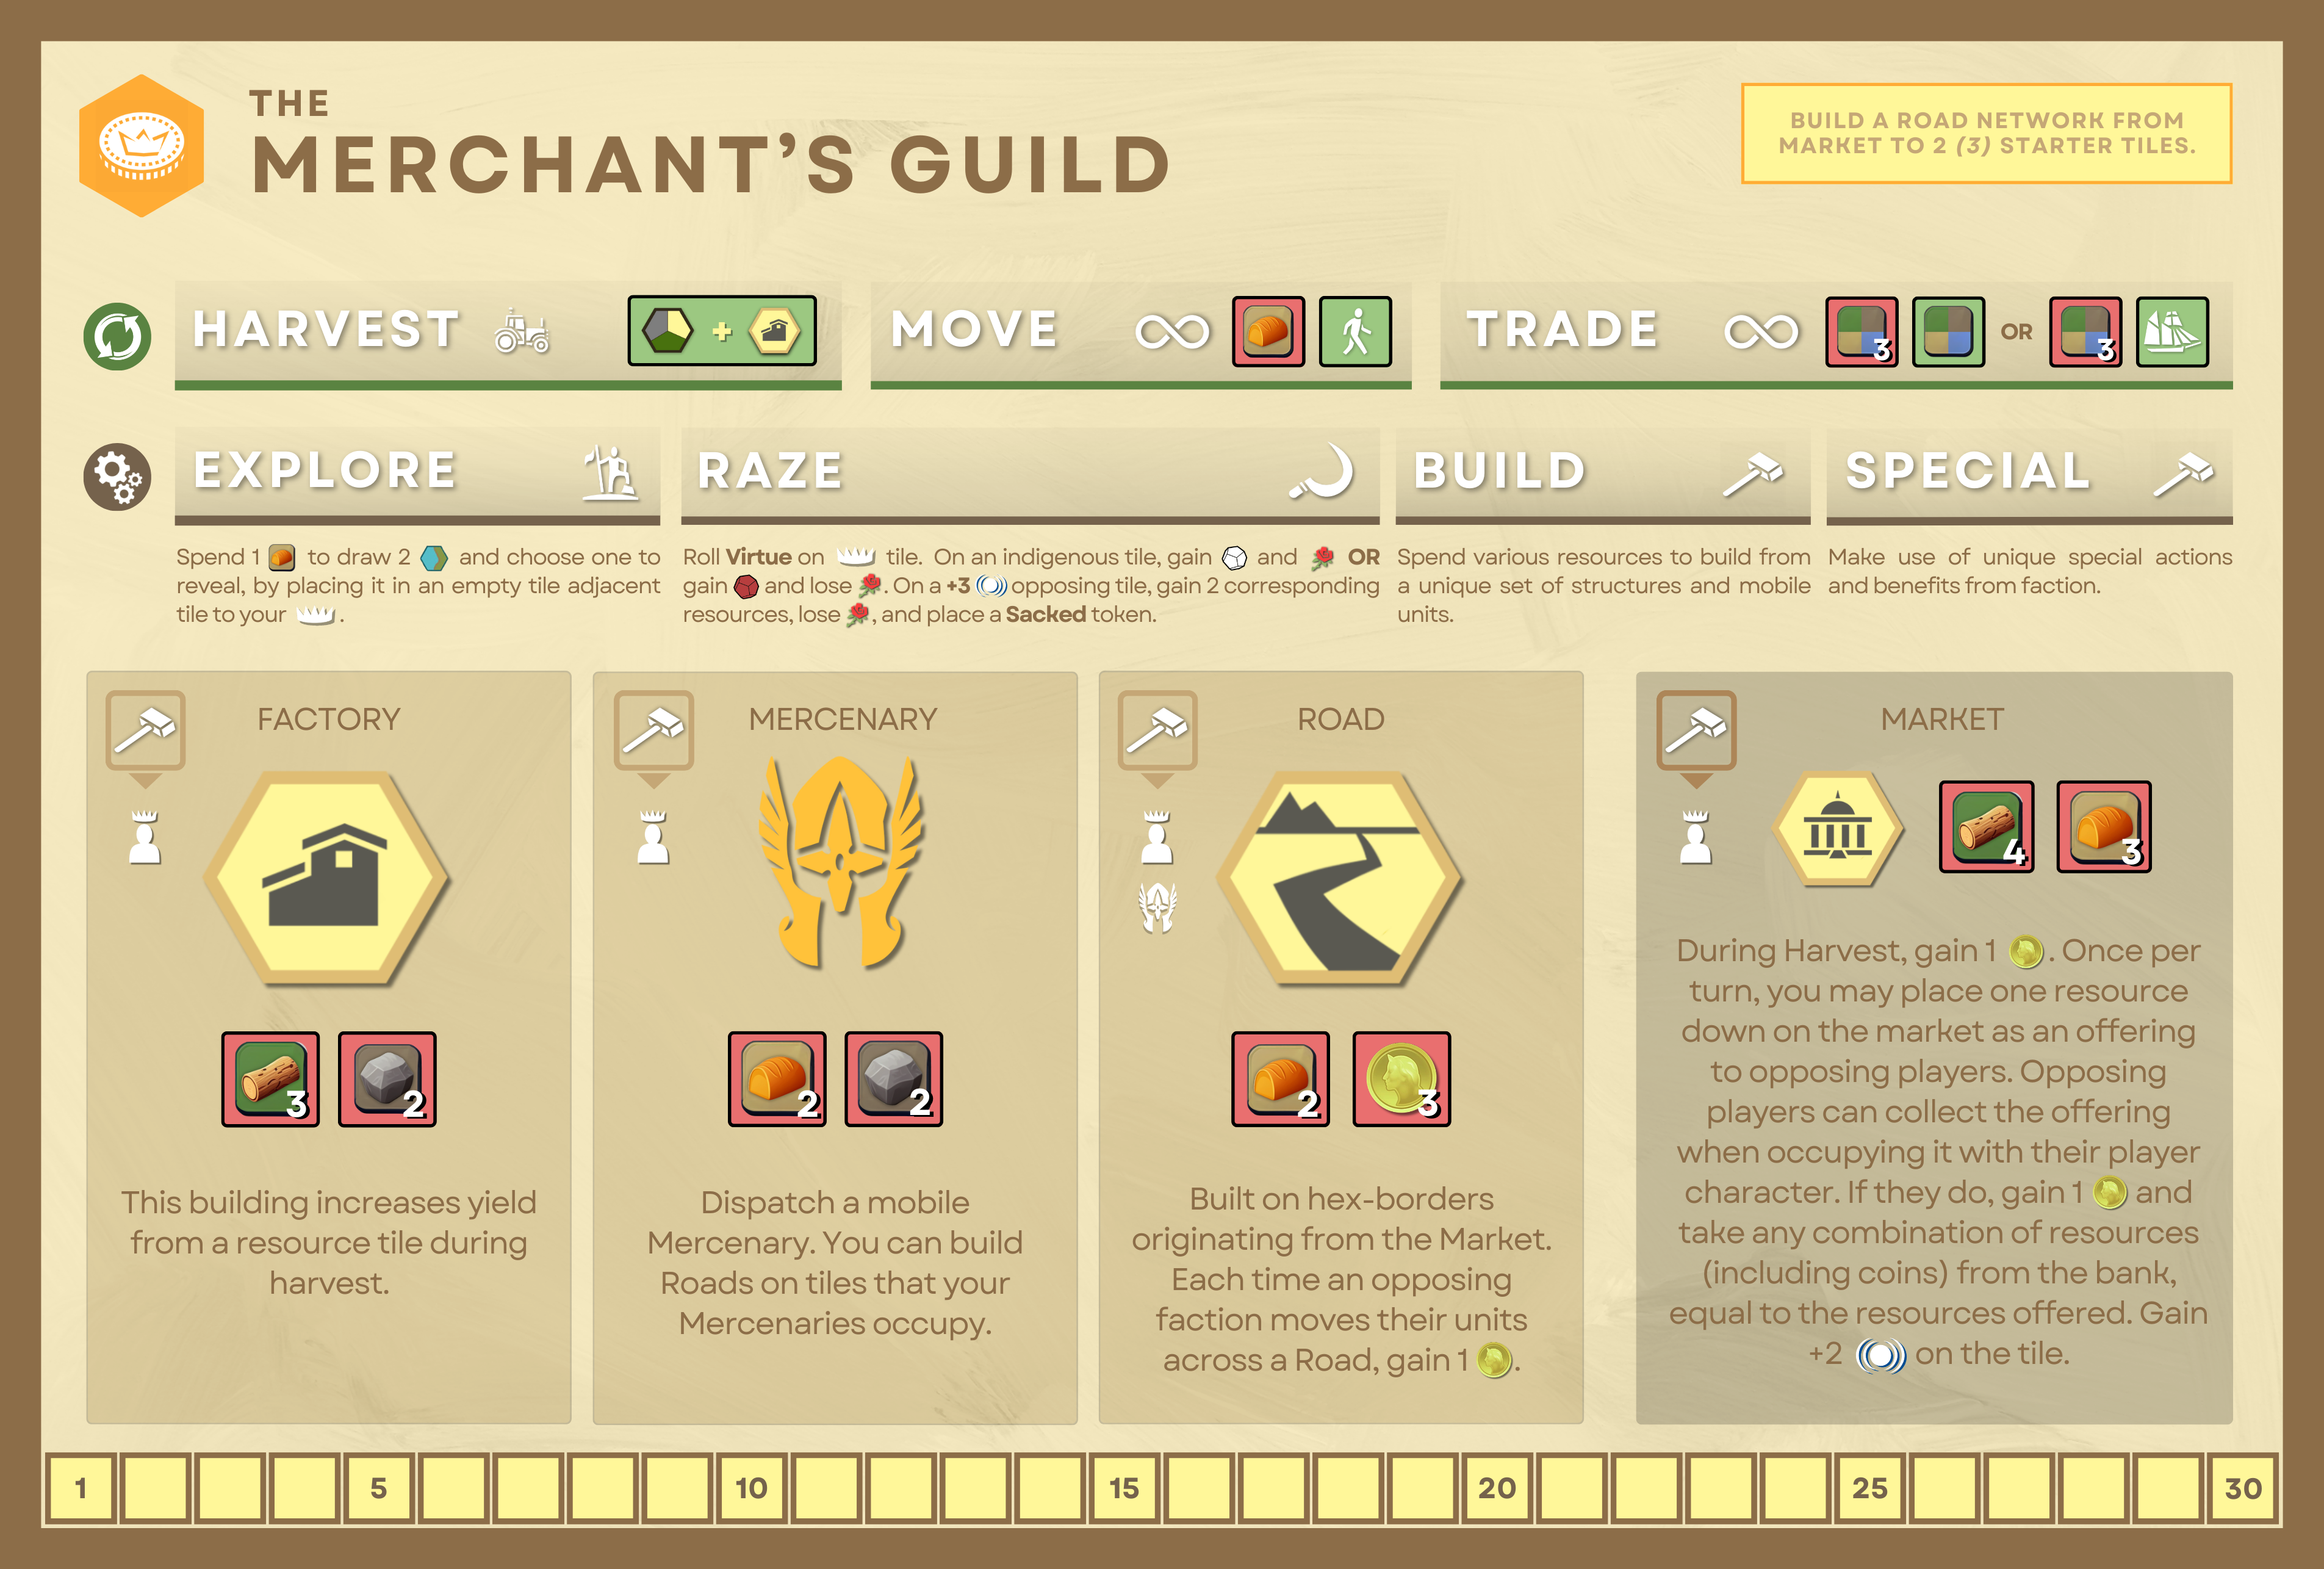 THE
MERCHANT'S GUILD
BUILD A ROAD NETWORK FROM
MARKET TO 2 (3) STARTER TILES.
HARVEST
MOVE
TRADE
3
OR
3
EXPLORE
RAZE
BUILD
SPECIAL
Spend 1 to draw 2 and choose one to
reveal, by placing it in an empty tile adjacent
tile to your .
Roll Virtue on tile. On an indigenous tile, gain and OR
gain and lose . On a +3 opposing tile, gain 2 corresponding
resources, lose , and place a Sacked token.
Spend various resources to build from
a unique set of structures and mobile
units.
Make use of unique special actions
and benefits from faction.
FACTORY
3
2
This building increases yield
from a resource tile during
harvest.
MERCENARY
2
2
Dispatch a mobile
Mercenary. You can build
Roads on tiles that your
Mercenaries occupy.
ROAD
2
3
Built on hex-borders
originating from the Market.
Each time an opposing
faction moves their units
across a Road, gain 1 .
MARKET
4
3
During Harvest, gain 1 . Once per
turn, you may place one resource
down on the market as an offering
to opposing players. Opposing
players can collect the offering
when occupying it with their player
character. If they do, gain 1 and
take any combination of resources
(including coins) from the bank,
equal to the resources offered. Gain
+2 on the tile.
1
5
10
15
20
25
30